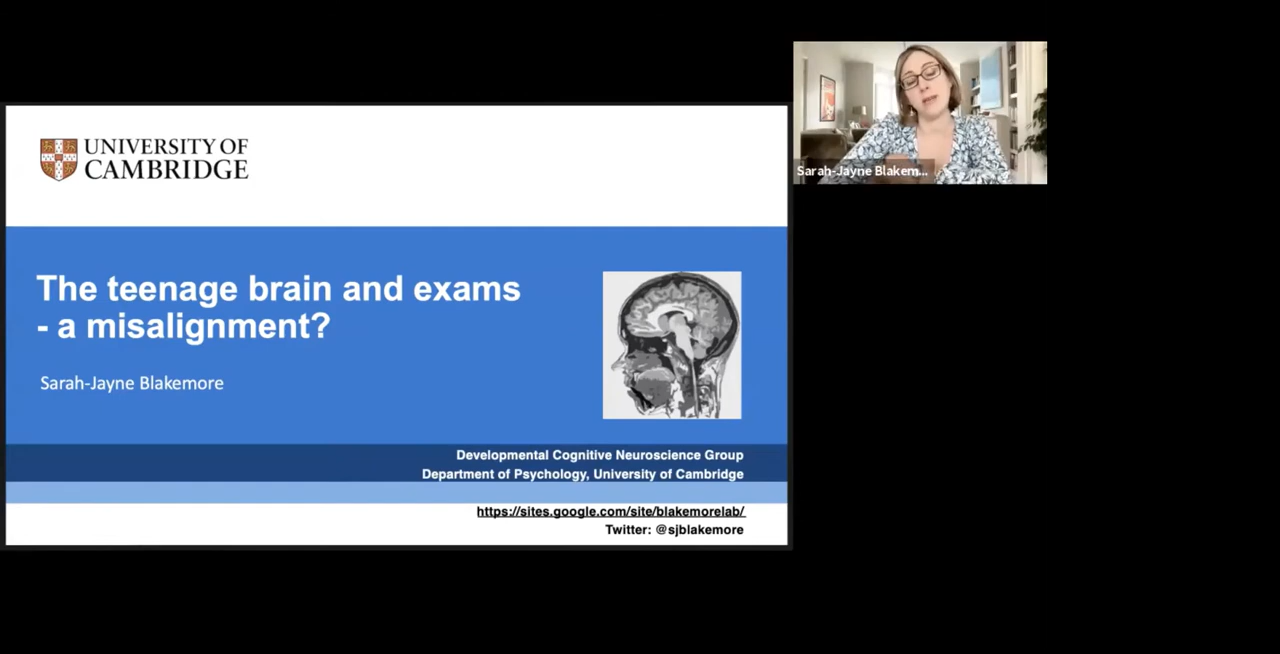 UNIVERSITY OF
CAMBRIDGE
The teenage brain and exams
- a misalignment?
Sarah-Jayne Blakemore
Developmental Cognitive Neuroscience Group
Department of Psychology, University of Cambridge
https://sites.google.com/site/blakemorelab/
Twitter: @sjblakemore
Sarah-Jayne Blakem...